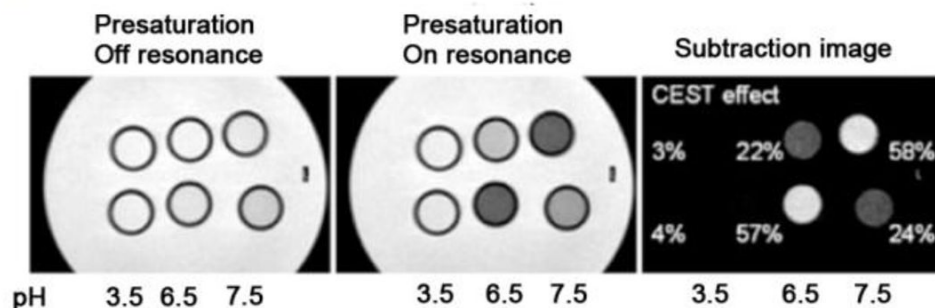 Presaturation
Off resonance
Presaturation
On resonance
Subtraction image
CEST effect
3% 22% 58%
4% 57% 24%
pH 3.5 6.5 7.5 3.5 6.5 7.5 3.5 6.5 7.5